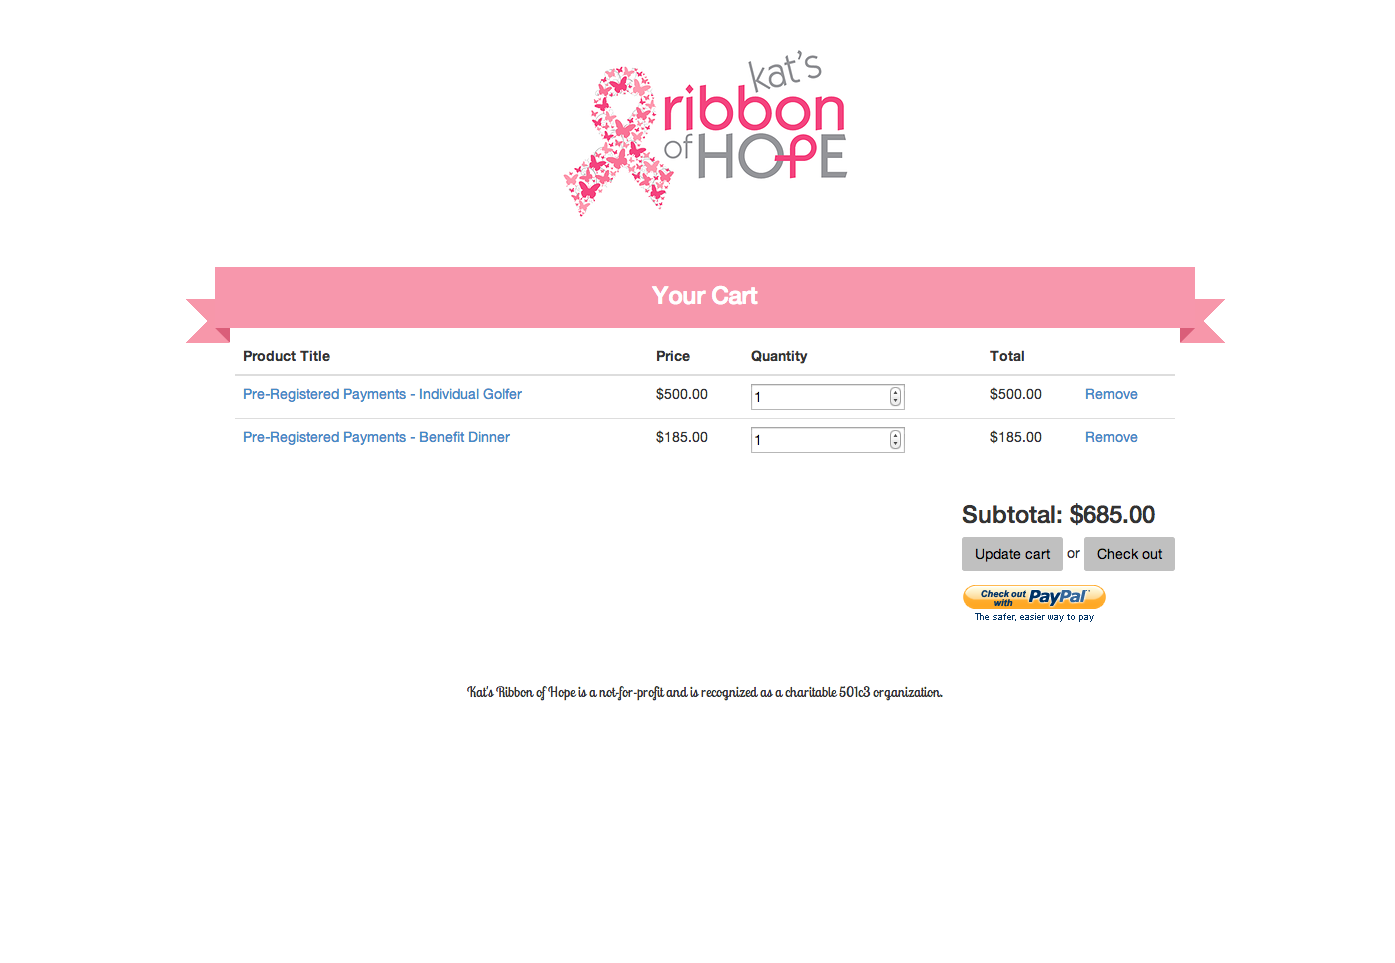 kat's
ribbon
of HOPE
Your Cart
Product Title Price Quantity Total
Pre-Registered Payments - Individual Golfer $500.00 1 $500.00 Remove
Pre-Registered Payments - Benefit Dinner $185.00 1 $185.00 Remove
Subtotal: $685.00
Update cart or Check out
Check out with PayPal™
The safer, easier way to pay
Kat's Ribbon of Hope is a not-for-profit and is recognized as a charitable 501c3 organization.